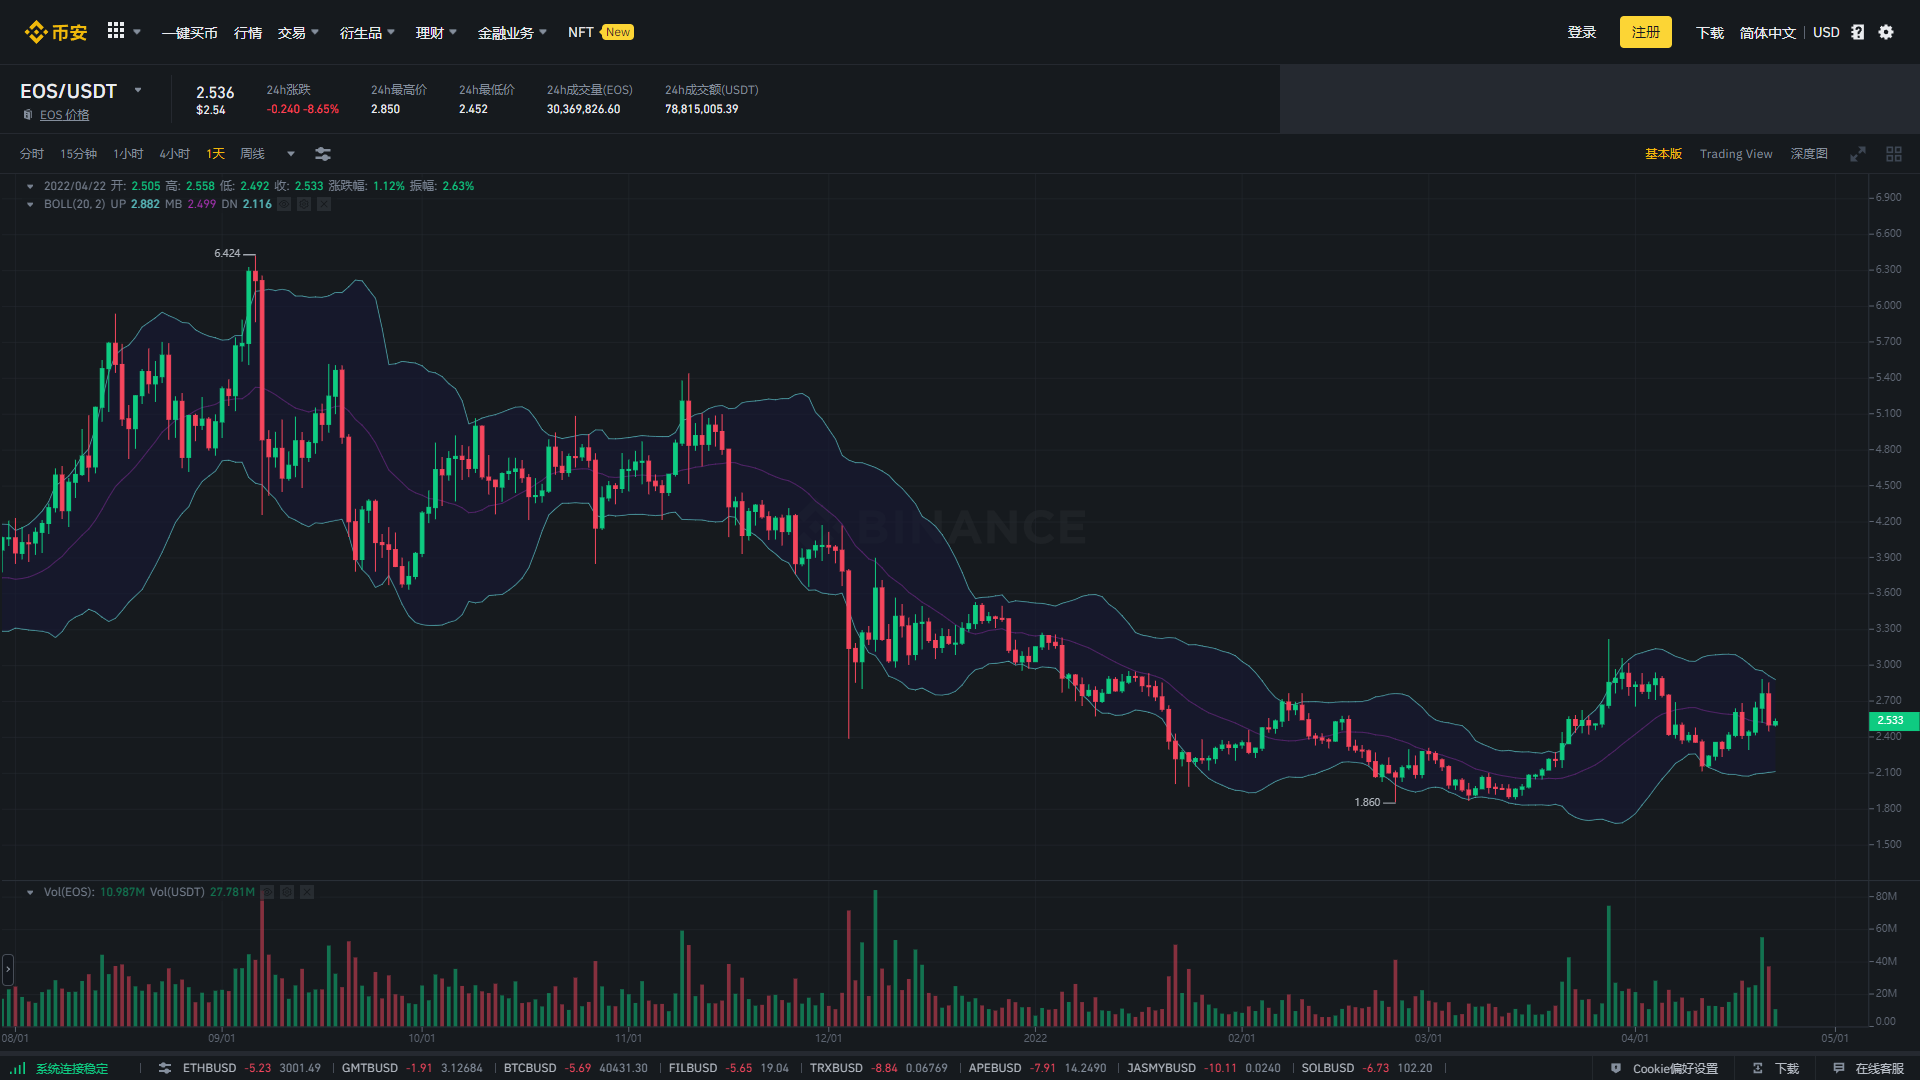 币安 一键买币 行情 交易 衍生品 理财 金融业务 NFT New 登录 注册 下载 简体中文 USD
EOS/USDT
EOS 价格
2.536
$2.54
24h涨跌
-0.240 -8.65%
24h最高价
2.850
24h最低价
2.452
24h成交量(EOS)
30,369,826.60
24h成交额(USDT)
78,815,005.39
分时 15分钟 1小时 4小时 1天 周线 基本版 Trading View 深度图
2022/04/22 开: 2.505 高: 2.558 低: 2.492 收: 2.533 涨跌幅: 1.12% 振幅: 2.63%
BOLL(20, 2) UP 2.882 MB 2.499 DN 2.116
6.424
1.860
BINANCE
6.900
6.600
6.300
6.000
5.700
5.400
5.100
4.800
4.500
4.200
3.900
3.600
3.300
3.000
2.700
2.533
2.400
2.100
1.800
1.500
Vol(EOS): 10.987M Vol(USDT) 27.781M
80M
60M
40M
20M
0.00
08/01 09/01 10/01 11/01 12/01 2022 02/01 03/01 04/01 05/01
系统连接稳定 ETHBUSD -5.23 3001.49 GMTBUSD -1.91 3.12684 BTCBUSD -5.69 40431.30 FILBUSD -5.65 19.04 TRXBUSD -8.84 0.06769 APEBUSD -7.91 14.2490 JASMYBUSD -10.11 0.0240 SOLBUSD -6.73 102.20 Cookie偏好设置 下载 在线客服